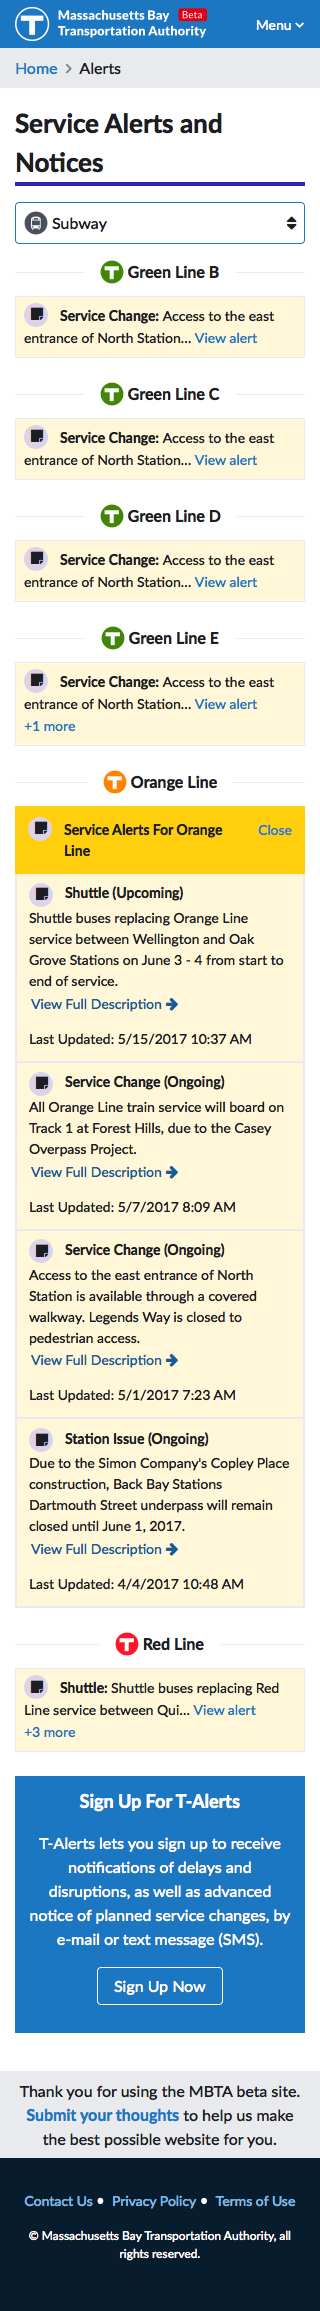 Massachusetts Bay Beta
Transportation Authority
Menu
Home > Alerts
Service Alerts and
Notices
Subway
T Green Line B
Service Change: Access to the east
entrance of North Station... View alert
T Green Line C
Service Change: Access to the east
entrance of North Station... View alert
T Green Line D
Service Change: Access to the east
entrance of North Station... View alert
T Green Line E
Service Change: Access to the east
entrance of North Station... View alert
+1 more
T Orange Line
Service Alerts For Orange Close
Line
Shuttle (Upcoming)
Shuttle buses replacing Orange Line
service between Wellington and Oak
Grove Stations on June 3 - 4 from start to
end of service.
View Full Description
Last Updated: 5/15/2017 10:37 AM
Service Change (Ongoing)
All Orange Line train service will board on
Track 1 at Forest Hills, due to the Casey
Overpass Project.
View Full Description
Last Updated: 5/7/2017 8:09 AM
Service Change (Ongoing)
Access to the east entrance of North
Station is available through a covered
walkway. Legends Way is closed to
pedestrian access.
View Full Description
Last Updated: 5/1/2017 7:23 AM
Station Issue (Ongoing)
Due to the Simon Company's Copley Place
construction, Back Bay Stations
Dartmouth Street underpass will remain
closed until June 1, 2017.
View Full Description
Last Updated: 4/4/2017 10:48 AM
T Red Line
Shuttle: Shuttle buses replacing Red
Line service between Qui... View alert
+3 more
Sign Up For T-Alerts
T-Alerts lets you sign up to receive
notifications of delays and
disruptions, as well as advanced
notice of planned service changes, by
e-mail or text message (SMS).
Sign Up Now
Thank you for using the MBTA beta site.
Submit your thoughts to help us make
the best possible website for you.
Contact Us • Privacy Policy • Terms of Use
© Massachusetts Bay Transportation Authority, all
rights reserved.